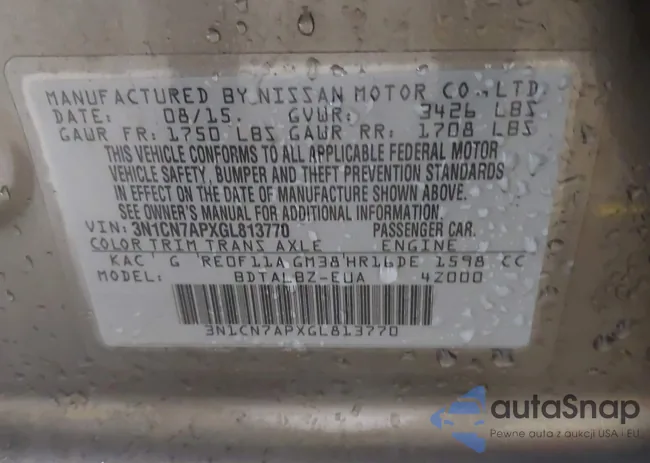 MANUFACTURED BY NISSAN MOTOR CO.,LTD.
DATE: 08/15. GVWR: 3426 LBS
GAWR FR: 1750 LBS GAWR RR: 1708 LBS
THIS VEHICLE CONFORMS TO ALL APPLICABLE FEDERAL MOTOR
VEHICLE SAFETY, BUMPER AND THEFT PREVENTION STANDARDS
IN EFFECT ON THE DATE OF MANUFACTURE SHOWN ABOVE.
SEE OWNER'S MANUAL FOR ADDITIONAL INFORMATION.
VIN: 3N1CN7APXGL813770 PASSENGER CAR.
COLOR TRIM TRANS AXLE ENGINE
KAC G RE0F11A GM38 HR16DE 1598 CC
MODEL: BDTALBZ-EUA 4Z000
3N1CN7APXGL813770
autaSnap
Pewne auta z aukcji USA i EU